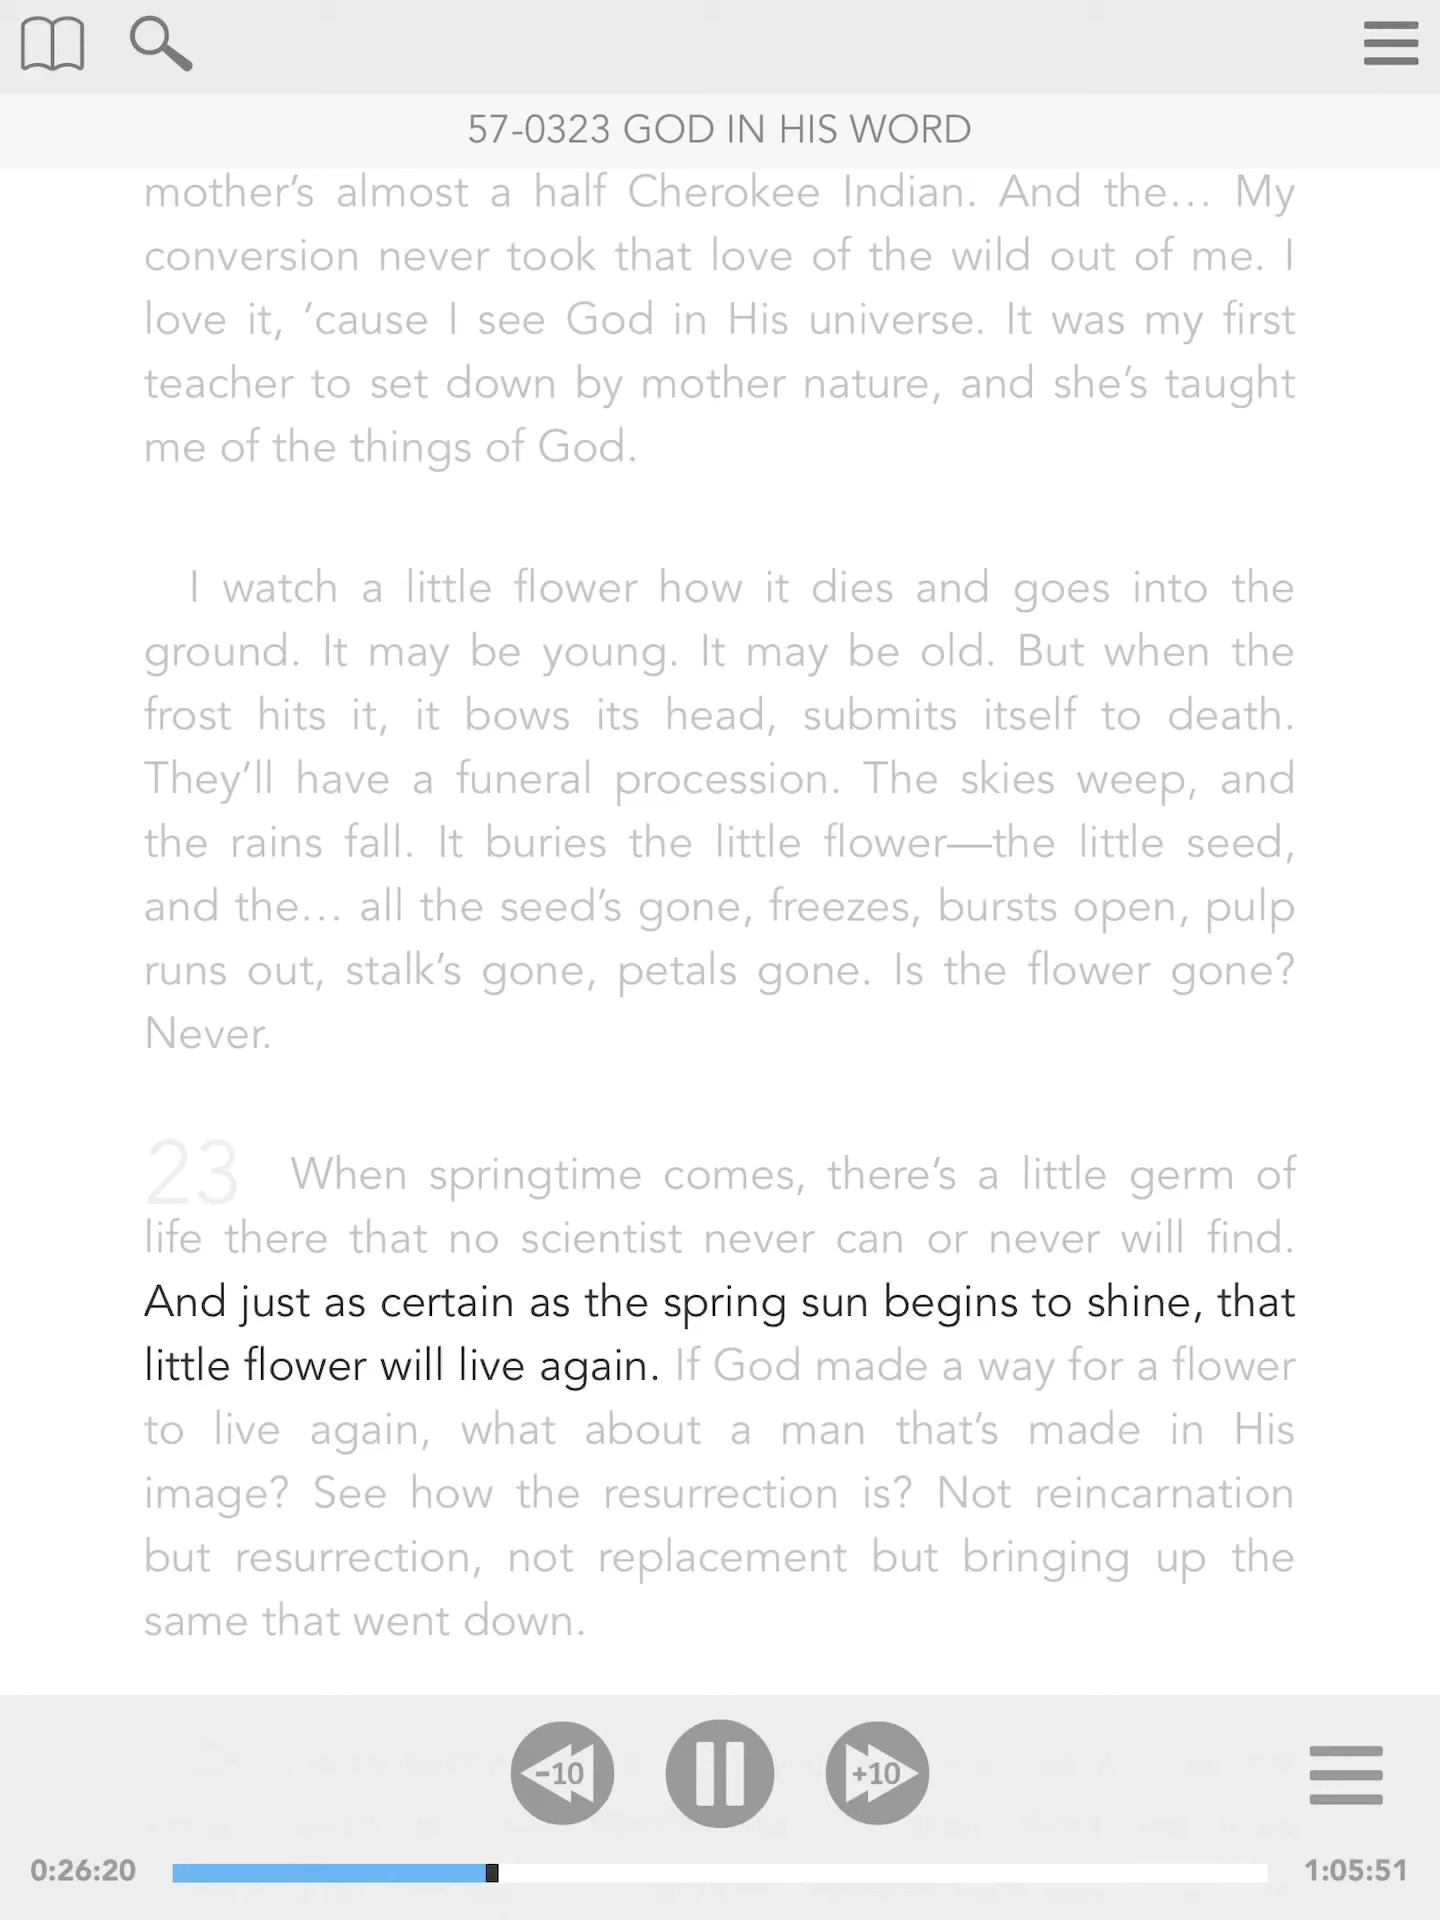 57-0323 GOD IN HIS WORD
mother’s almost a half Cherokee Indian. And the… My
conversion never took that love of the wild out of me. I
love it, ’cause I see God in His universe. It was my first
teacher to set down by mother nature, and she’s taught
me of the things of God.
I watch a little flower how it dies and goes into the
ground. It may be young. It may be old. But when the
frost hits it, it bows its head, submits itself to death.
They’ll have a funeral procession. The skies weep, and
the rains fall. It buries the little flower—the little seed,
and the… all the seed’s gone, freezes, bursts open, pulp
runs out, stalk’s gone, petals gone. Is the flower gone?
Never.
23 When springtime comes, there’s a little germ of
life there that no scientist never can or never will find.
And just as certain as the spring sun begins to shine, that
little flower will live again. If God made a way for a flower
to live again, what about a man that’s made in His
image? See how the resurrection is? Not reincarnation
but resurrection, not replacement but bringing up the
same that went down.
-10 +10
0:26:20 1:05:51